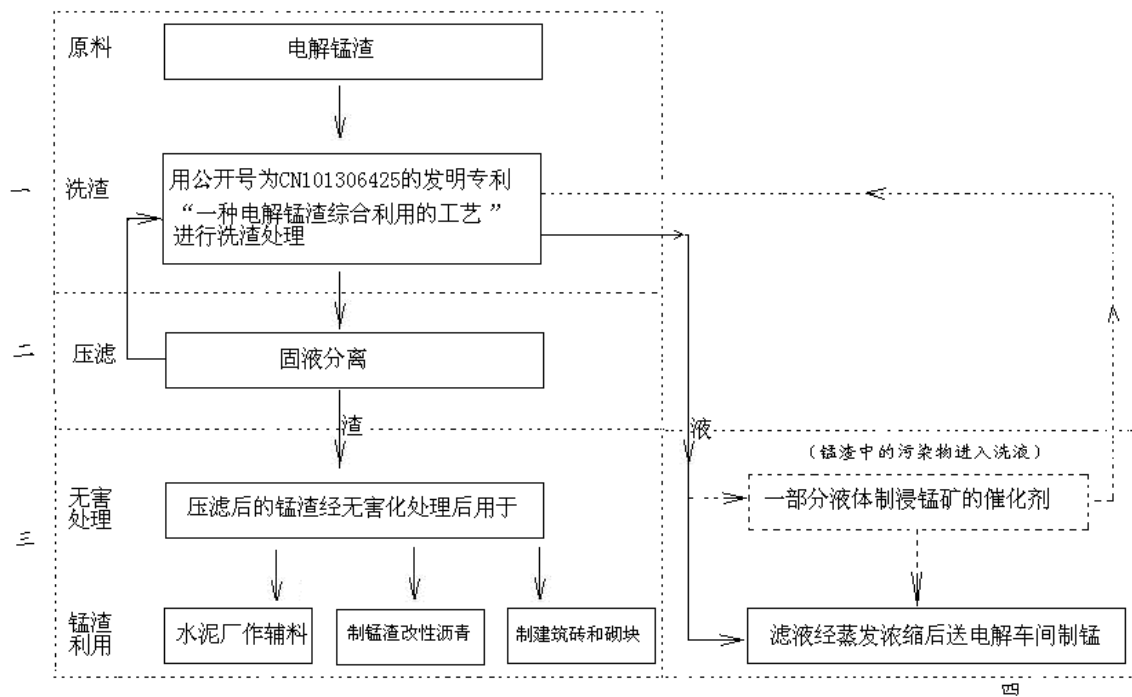 原料
电解锰渣
一
洗渣
用公开号为CN101306425的发明专利
“一种电解锰渣综合利用的工艺”
进行洗渣处理
二
压滤
固液分离
渣
液
(锰渣中的污染物进入洗液)
一部分液体制浸锰矿的催化剂
三
无害
处理
压滤后的锰渣经无害化处理后用于
锰渣
利用
水泥厂作辅料
制锰渣改性沥青
制建筑砖和砌块
滤液经蒸发浓缩后送电解车间制锰
四